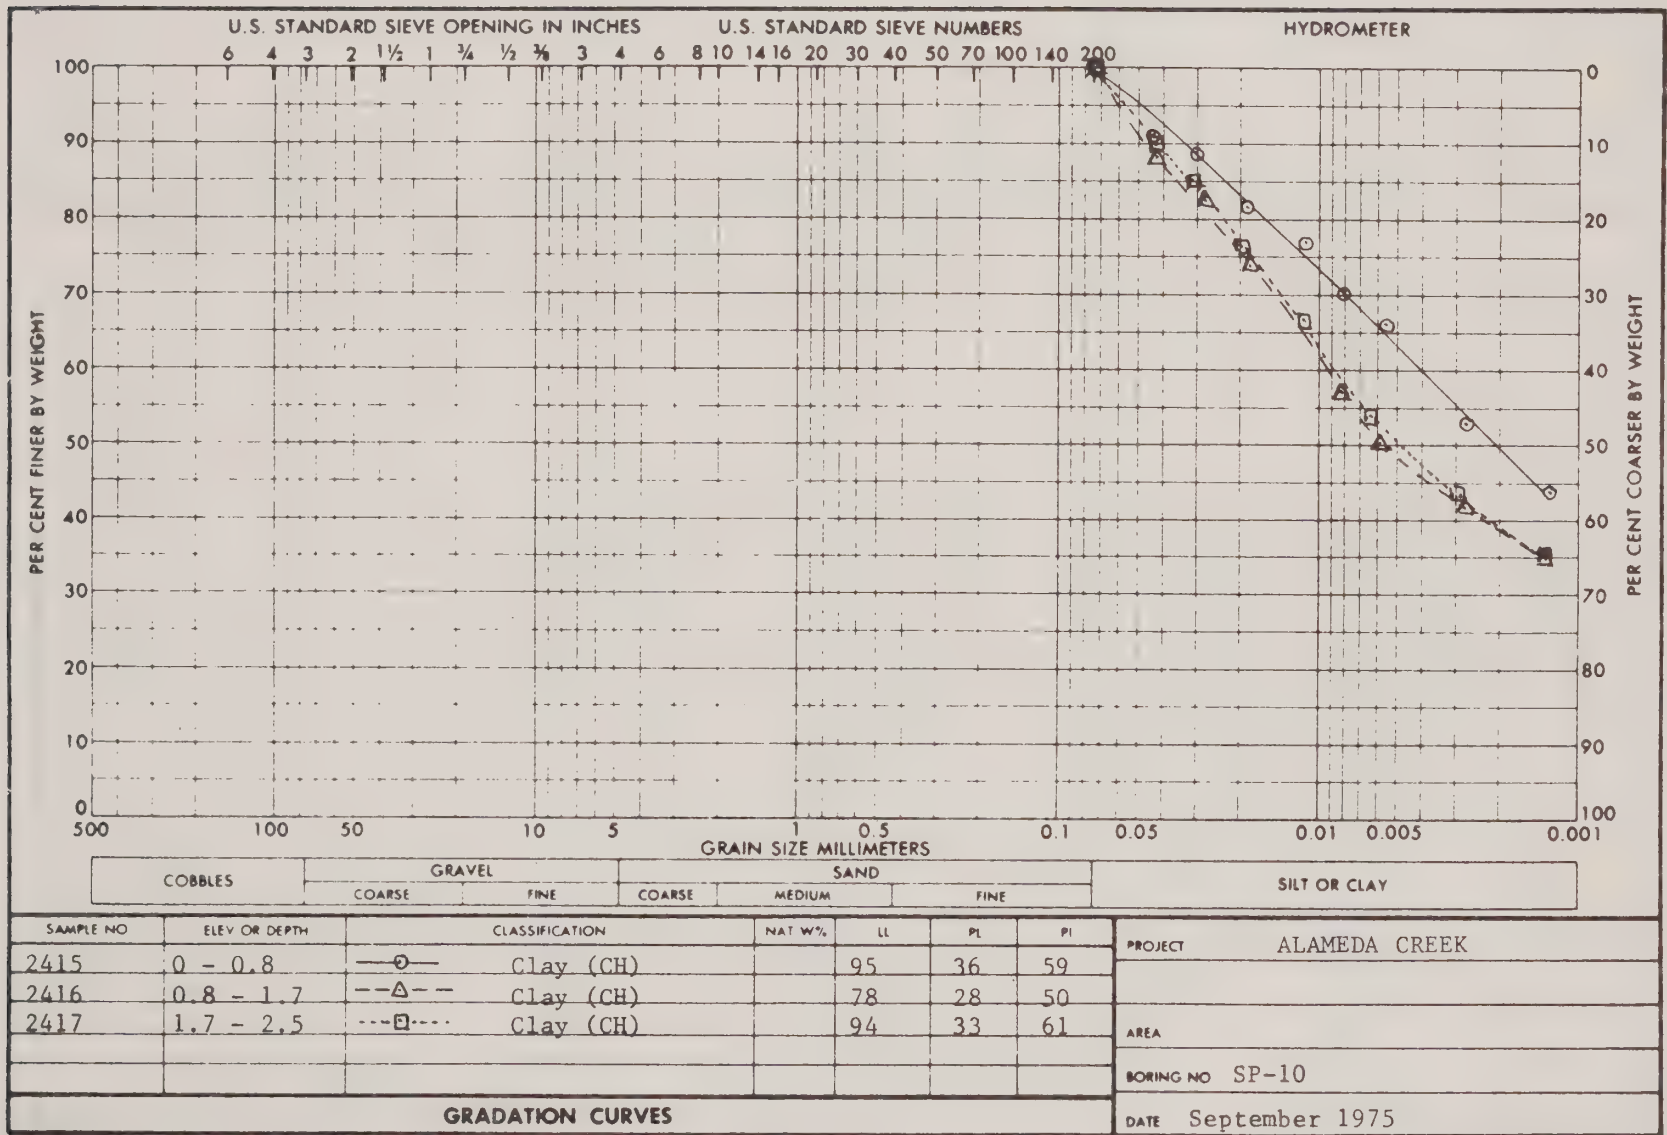 U.S. STANDARD SIEVE OPENING IN INCHES U.S. STANDARD SIEVE NUMBERS HYDROMETER
6 4 3 2 1½ 1 ¾ ½ ⅜ 3 4 6 8 10 14 16 20 30 40 50 70 100 140 200
100 0
90 10
80 20
70 30
60 40
50 50
40 60
30 70
20 80
10 90
0 100
PER CENT FINER BY WEIGHT
PER CENT COARSER BY WEIGHT
500 100 50 10 5 1 0.5 0.1 0.05 0.01 0.005 0.001
GRAIN SIZE MILLIMETERS
COBBLES GRAVEL SAND SILT OR CLAY
COARSE FINE COARSE MEDIUM FINE
SAMPLE NO ELEV OR DEPTH CLASSIFICATION NAT W% LL PL PI
2415 0 - 0.8 Clay (CH) 95 36 59
2416 0.8 - 1.7 Clay (CH) 78 28 50
2417 1.7 - 2.5 Clay (CH) 94 33 61
GRADATION CURVES
PROJECT ALAMEDA CREEK
AREA
BORING NO SP-10
DATE September 1975